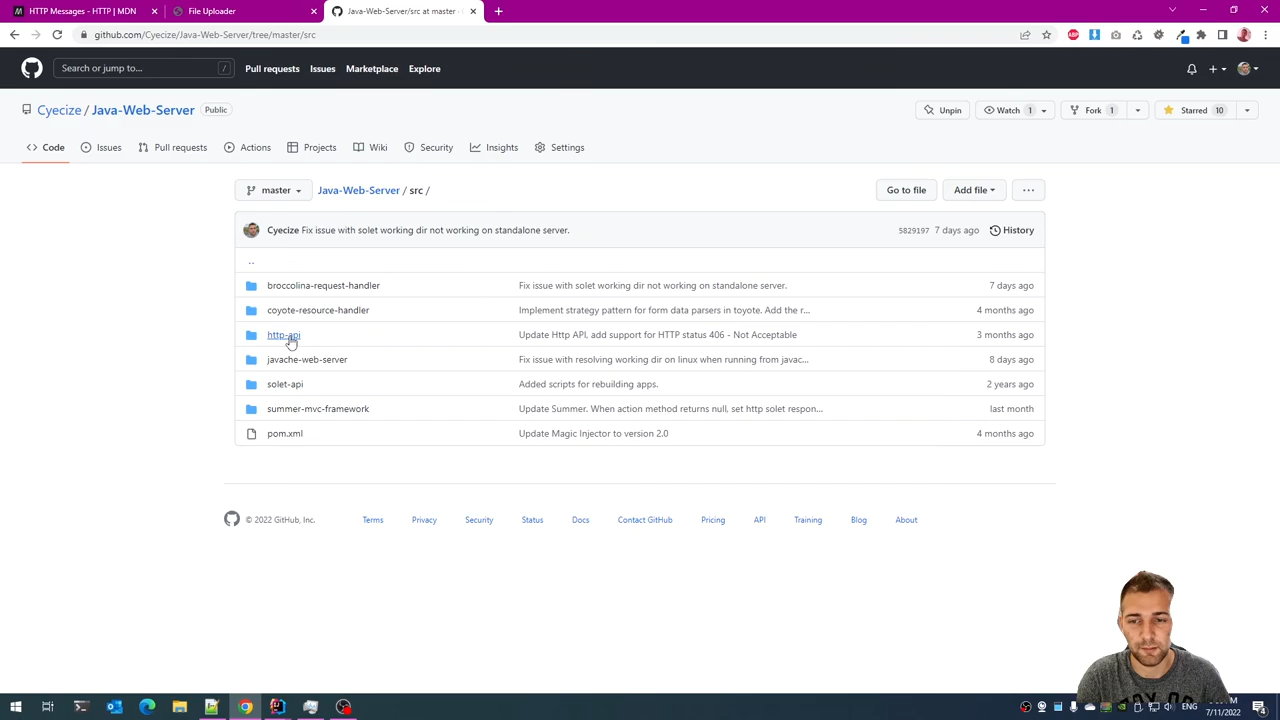 HTTP Messages - HTTP | MDN
File Uploader
Java-Web-Server/src at master ·
github.com/Cyecize/Java-Web-Server/tree/master/src
ABP
Search or jump to...
/
Pull requests
Issues
Marketplace
Explore
Cyecize / Java-Web-Server
Public
Unpin
Watch 1
Fork 1
Starred 10
<> Code
Issues
Pull requests
Actions
Projects
Wiki
Security
Insights
Settings
master
Java-Web-Server / src /
Go to file
Add file
...
Cyecize Fix issue with solet working dir not working on standalone server.
5829197 7 days ago
History
..
broccolina-request-handler Fix issue with solet working dir not working on standalone server. 7 days ago
coyote-resource-handler Implement strategy pattern for form data parsers in toyote. Add the r... 4 months ago
http-api Update Http API, add support for HTTP status 406 - Not Acceptable 3 months ago
javache-web-server Fix issue with resolving working dir on linux when running from javac... 8 days ago
solet-api Added scripts for rebuilding apps. 2 years ago
summer-mvc-framework Update Summer. When action method returns null, set http solet respon... last month
pom.xml Update Magic Injector to version 2.0 4 months ago
© 2022 GitHub, Inc.
Terms
Privacy
Security
Status
Docs
Contact GitHub
Pricing
API
Training
Blog
About
ENG
7/11/2022